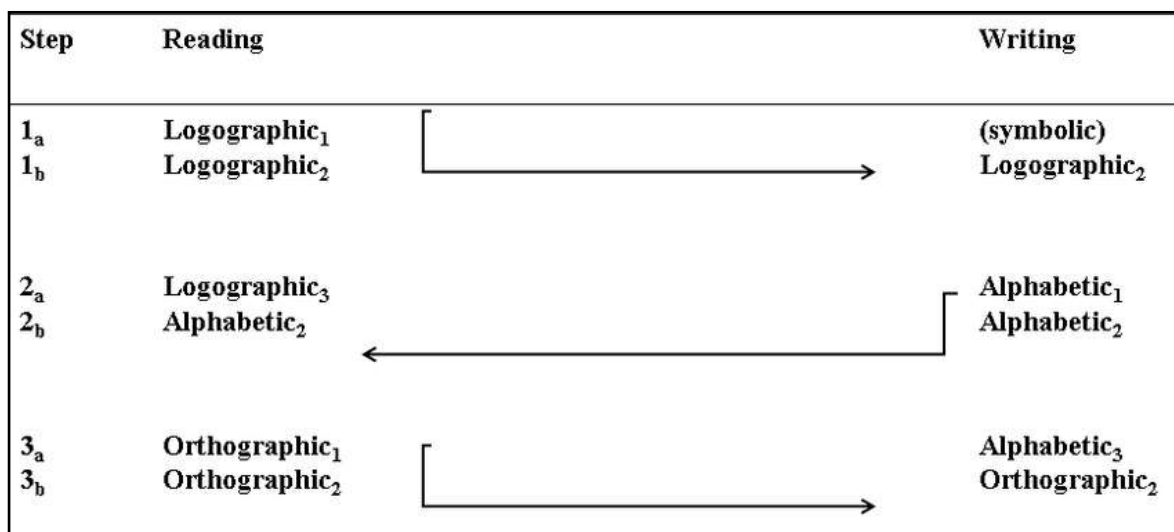 Step Reading Writing
1a Logographic1 (symbolic)
1b Logographic2 Logographic2
2a Logographic3 Alphabetic1
2b Alphabetic2 Alphabetic2
3a Orthographic1 Alphabetic3
3b Orthographic2 Orthographic2